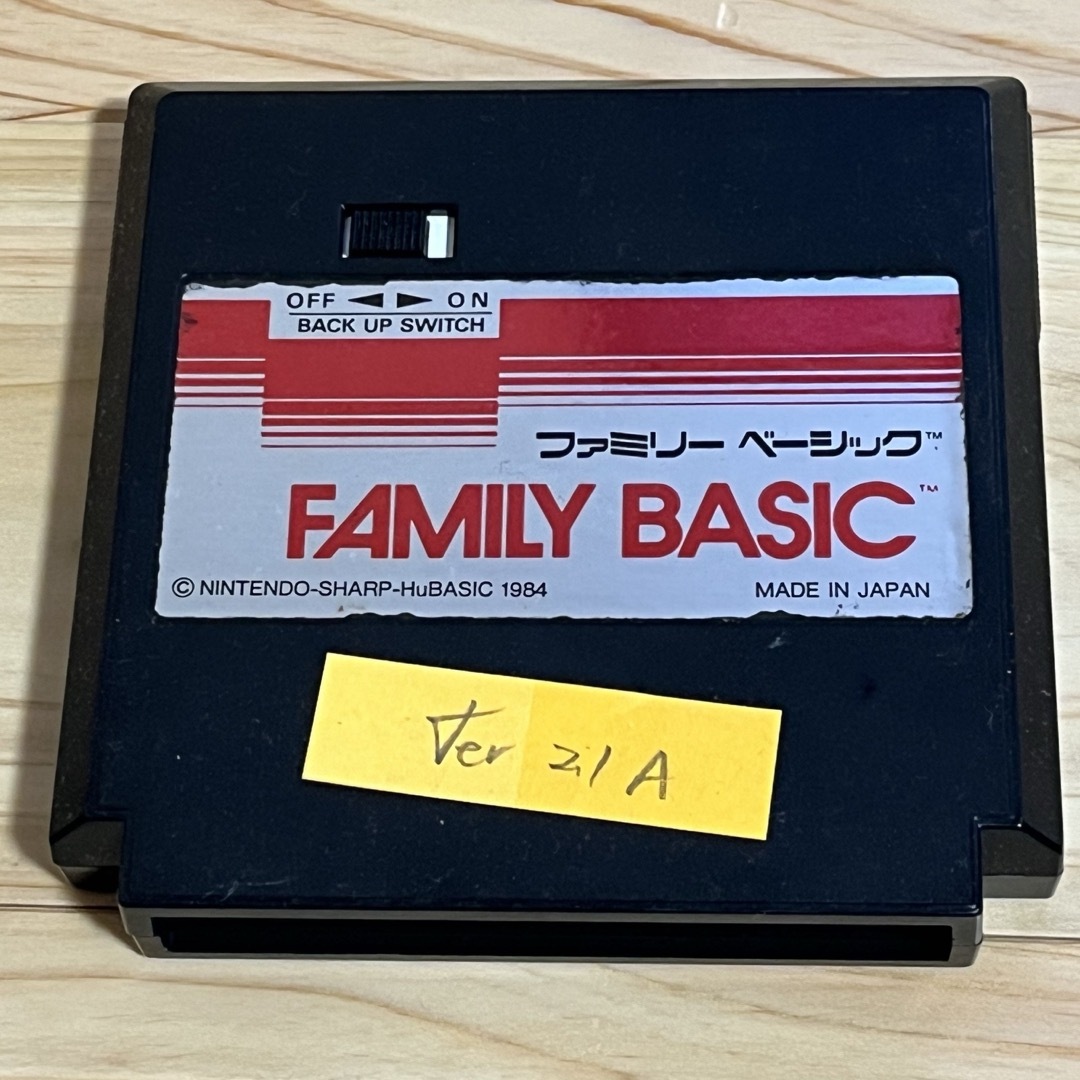 OFF ◀ ▶ ON
BACK UP SWITCH
ファミリー ベーシック™
FAMILY BASIC™
© NINTENDO-SHARP-HuBASIC 1984 MADE IN JAPAN
Ver 2.1 A